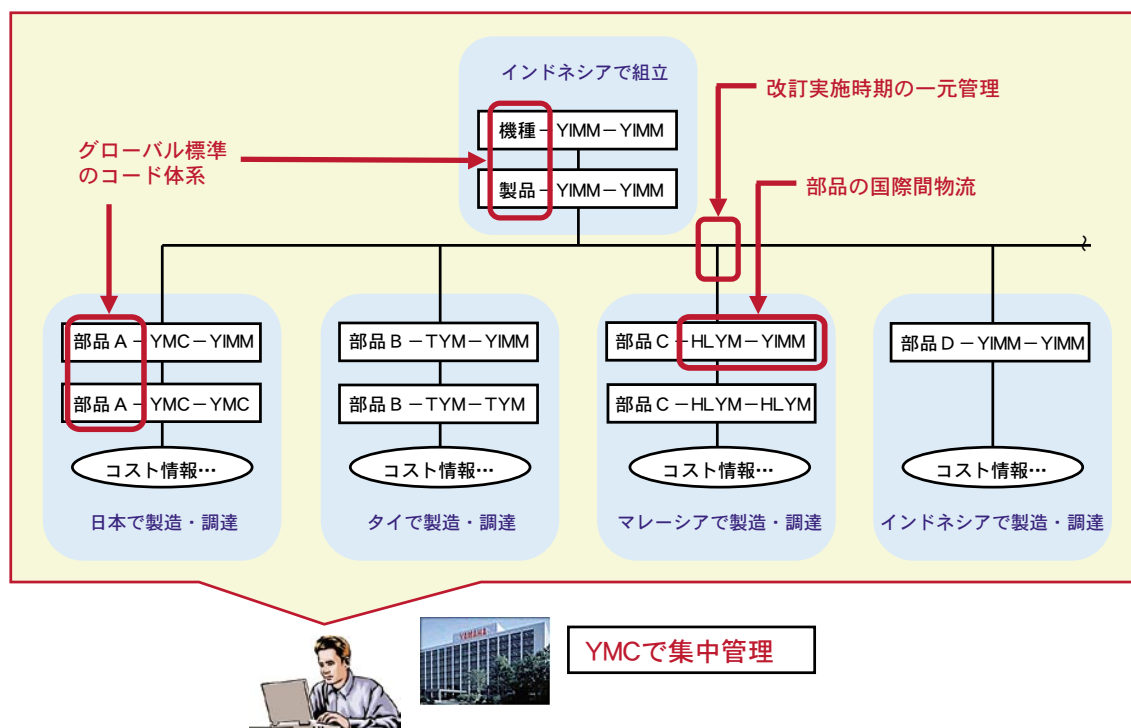 インドネシアで組立
改訂実施時期の一元管理
機種－YIMM－YIMM
グローバル標準
のコード体系
製品－YIMM－YIMM
部品の国際間物流
部品A－YMC－YIMM
部品B－TYM－YIMM
部品C－HLYM－YIMM
部品D－YIMM－YIMM
部品A－YMC－YMC
部品B－TYM－TYM
部品C－HLYM－HLYM
コスト情報…
コスト情報…
コスト情報…
コスト情報…
日本で製造・調達
タイで製造・調達
マレーシアで製造・調達
インドネシアで製造・調達
YAMAHA
YMCで集中管理